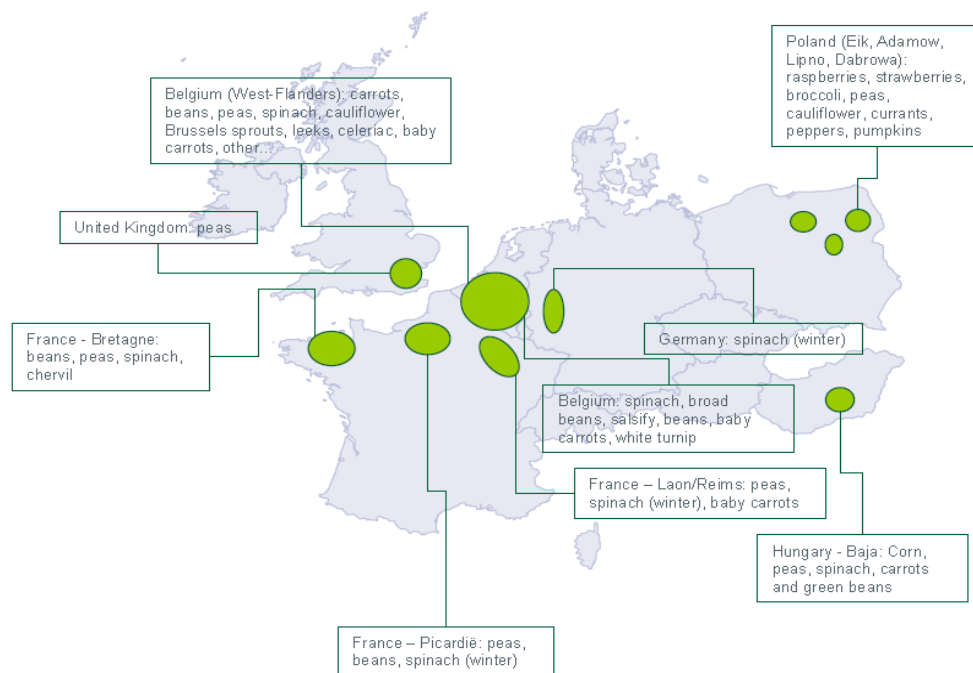 Poland (Eik, Adamow,
Lipno, Dabrowa):
raspberries, strawberries,
broccoli, peas,
cauliflower, currants,
peppers, pumpkins
Belgium (West-Flanders): carrots,
beans, peas, spinach, cauliflower,
Brussels sprouts, leeks, celeriac, baby
carrots, other...
United Kingdom: peas
France - Bretagne:
beans, peas, spinach,
chervil
Germany: spinach (winter)
Belgium: spinach, broad
beans, salsify, beans, baby
carrots, white turnip
France – Laon/Reims: peas,
spinach (winter), baby carrots
Hungary - Baja: Corn,
peas, spinach, carrots
and green beans
France – Picardië: peas,
beans, spinach (winter)